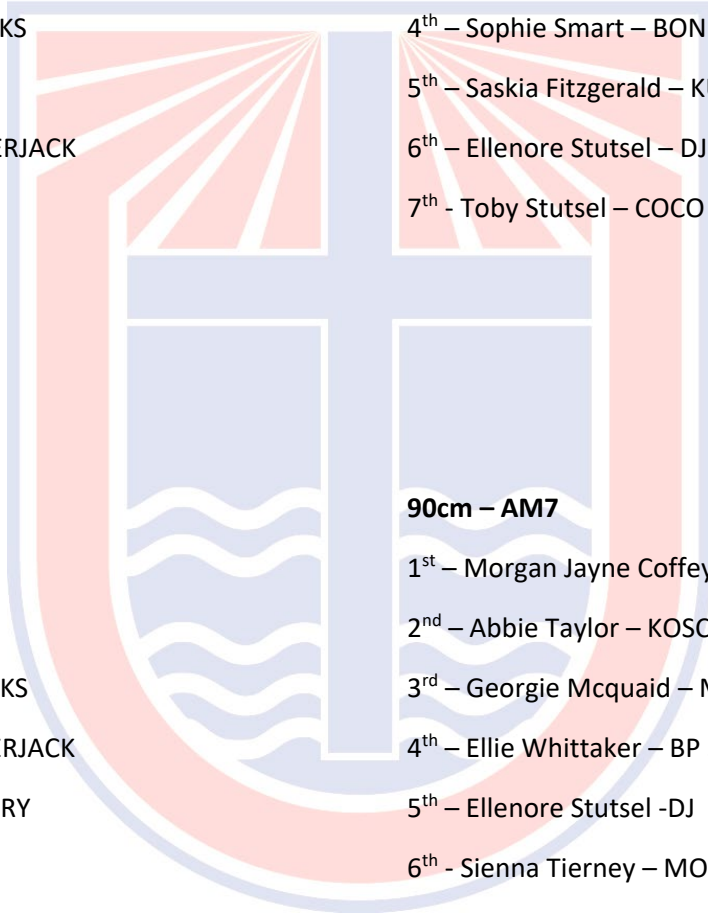 KS
ERJACK
KS
ERJACK
RY
4th – Sophie Smart – BON
5th – Saskia Fitzgerald – K
6th – Ellenore Stutsel – DJ
7th - Toby Stutsel – COCO
90cm – AM7
1st – Morgan Jayne Coffey
2nd – Abbie Taylor – KOSC
3rd – Georgie Mcquaid –
4th – Ellie Whittaker – BP
5th – Ellenore Stutsel -DJ
6th - Sienna Tierney – MO